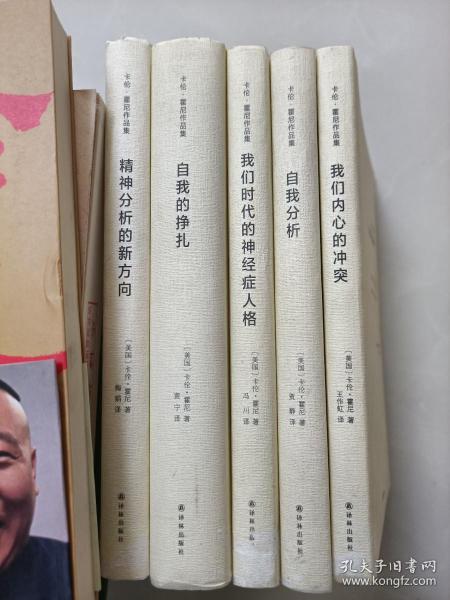 卡伦·霍尼作品集
精神分析的新方向
〔美国〕卡伦·霍尼 著
梅娟 译
译林出版社
卡伦·霍尼作品集
自我的挣扎
〔美国〕卡伦·霍尼 著
贡宁 译
译林出版社
卡伦·霍尼作品集
我们时代的神经症人格
〔美国〕卡伦·霍尼 著
冯川 译
译林出版社
卡伦·霍尼作品集
自我分析
〔美国〕卡伦·霍尼 著
贡静 译
译林出版社
卡伦·霍尼作品集
我们内心的冲突
〔美国〕卡伦·霍尼 著
王作虹 译
译林出版社
孔夫子旧书网
www.kongfz.com